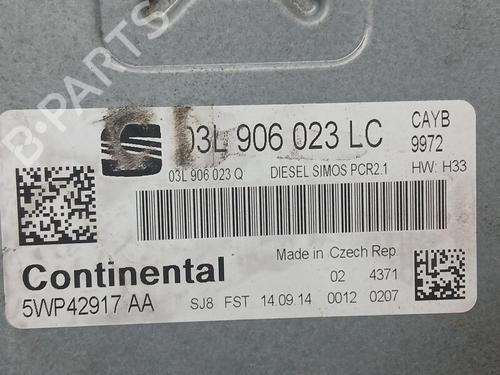 B-PARTS
03L 906 023 LC
CAYB
9972
03L 906 023 Q DIESEL SIMOS PCR2.1 HW: H33
Continental
Made in Czech Rep.
02 4371
5WP42917 AA SJ8 FST 14.09.14 0012 0207